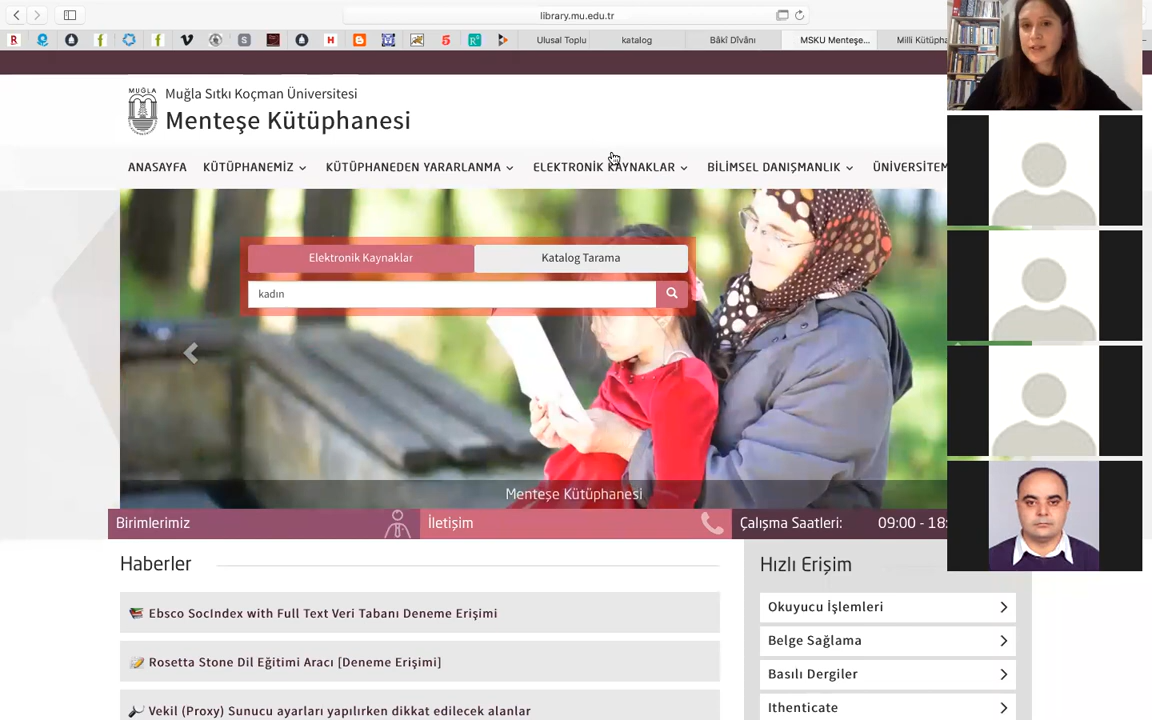 library.mu.edu.tr
Ulusal Toplu
katalog
Bâkî Dîvânı
MSKU Menteşe...
Milli Kütüpha
MUĞLA
Muğla Sıtkı Koçman Üniversitesi
Menteşe Kütüphanesi
ANASAYFA
KÜTÜPHANEMİZ
KÜTÜPHANEDEN YARARLANMA
ELEKTRONİK KAYNAKLAR
BİLİMSEL DANIŞMANLIK
ÜNİVERSİTEM
Elektronik Kaynaklar
Katalog Tarama
kadın
Menteşe Kütüphanesi
Birimlerimiz
İletişim
Çalışma Saatleri:
09:00 - 18:
Haberler
Ebsco SocIndex with Full Text Veri Tabanı Deneme Erişimi
Rosetta Stone Dil Eğitimi Aracı [Deneme Erişimi]
Vekil (Proxy) Sunucu ayarları yapılırken dikkat edilecek alanlar
Hızlı Erişim
Okuyucu İşlemleri
Belge Sağlama
Basılı Dergiler
Ithenticate